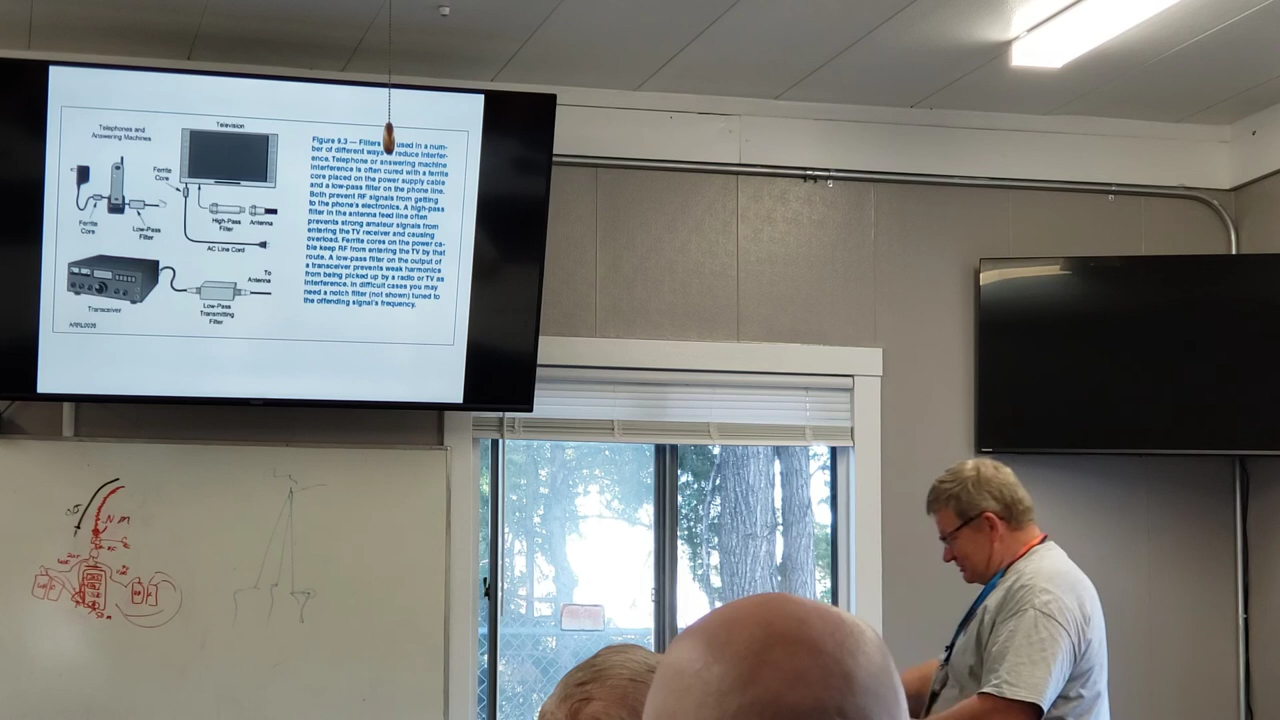 Telephones and
Answering Machines
Television
Ferrite
Core
Ferrite
Core
Low-Pass
Filter
High-Pass
Filter
Antenna
AC Line Cord
To
Antenna
Transceiver
Low-Pass
Transmitting
Filter
ARRL0035
Figure 9.3 — Filters used in a num-
ber of different ways reduce interfer-
ence. Telephone or answering machine
interference is often cured with a ferrite
core placed on the power supply cable
and a low-pass filter on the phone line.
Both prevent RF signals from getting
to the phone's electronics. A high-pass
filter in the antenna feed line often
prevents strong amateur signals from
entering the TV receiver and causing
overload. Ferrite cores on the power ca-
ble keep RF from entering the TV by that
route. A low-pass filter on the output of
a transceiver prevents weak harmonics
from being picked up by a radio or TV as
interference. In difficult cases you may
need a notch filter (not shown) tuned to
the offending signal's frequency.